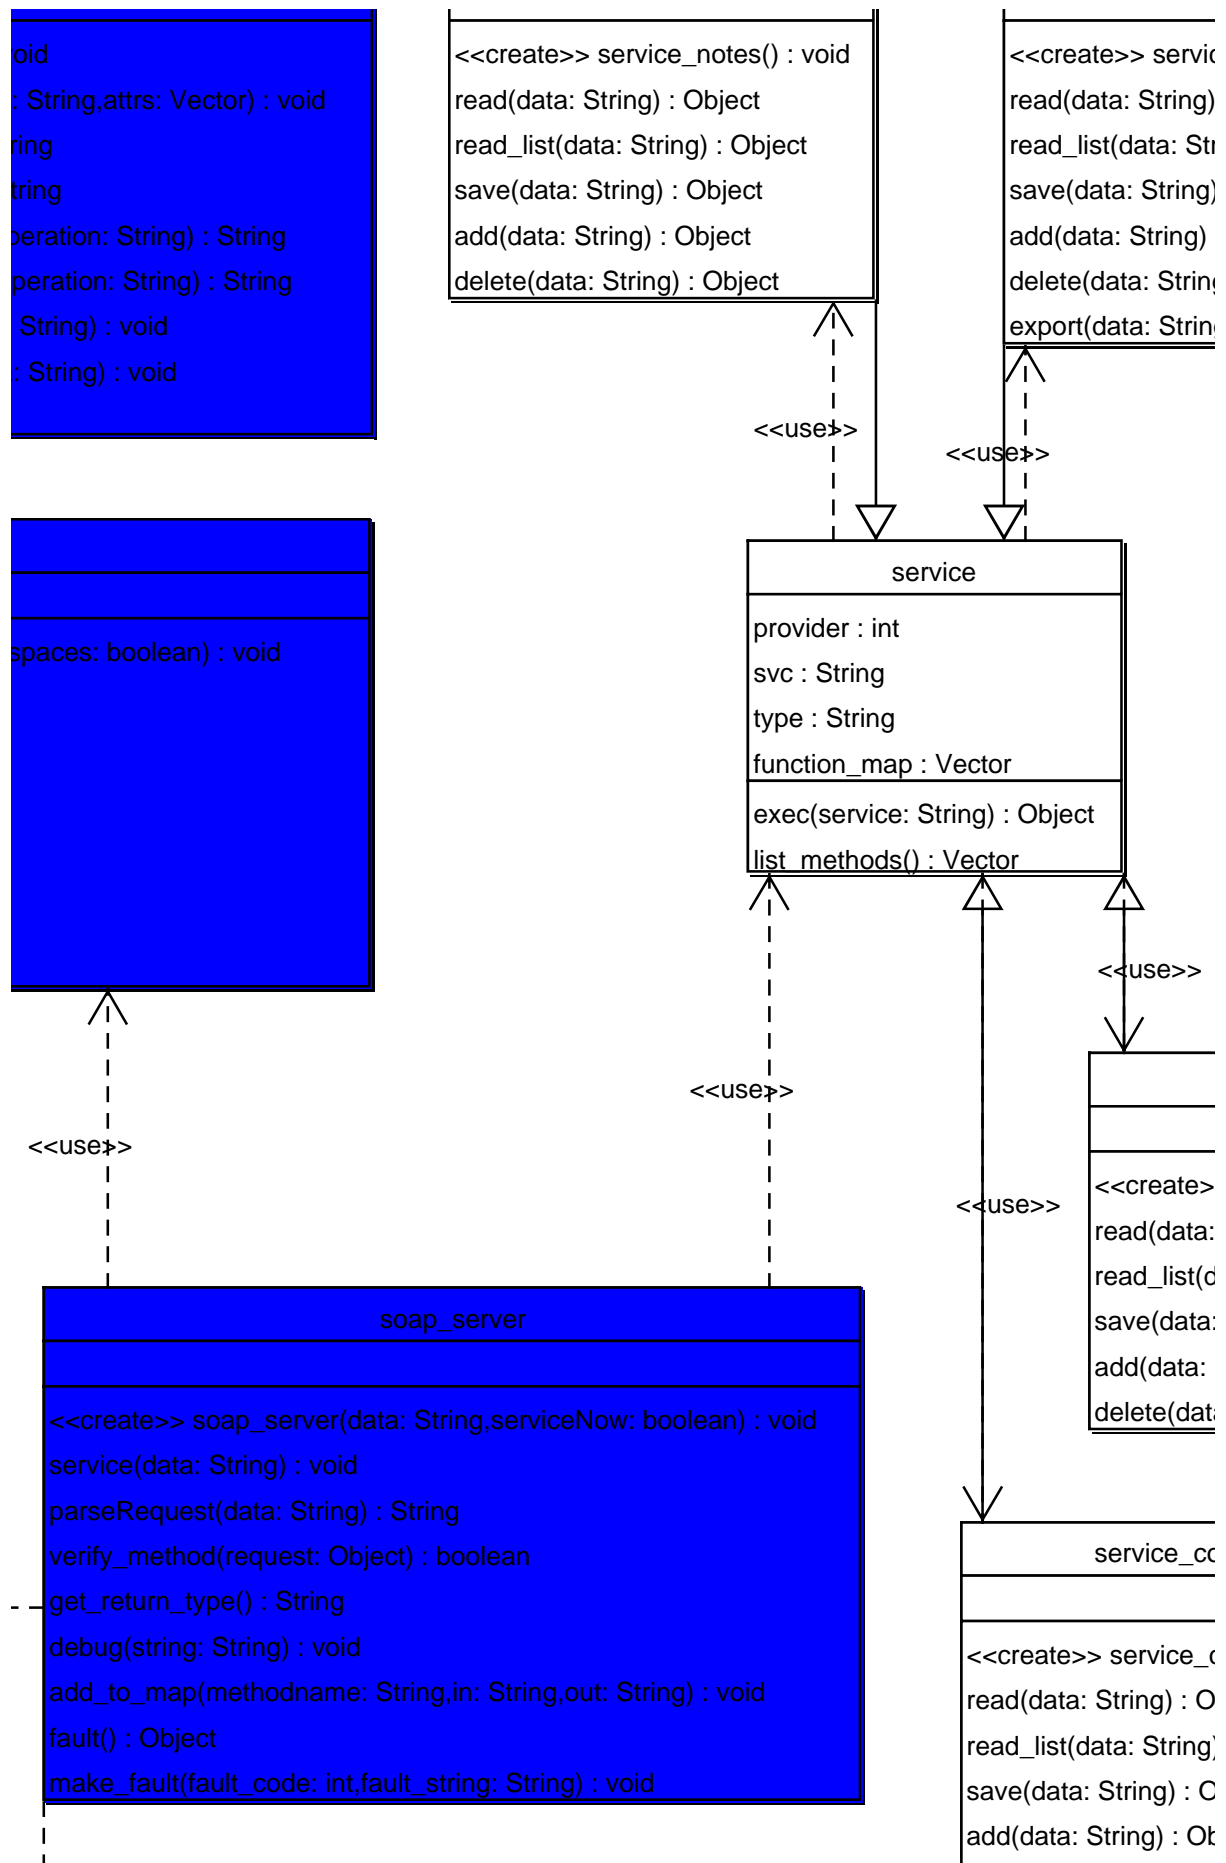 oid
: String,attrs: Vector) : void
ring
tring
peration: String) : String
peration: String) : String
String) : void
: String) : void
<<create>> service_notes() : void
read(data: String) : Object
read_list(data: String) : Object
save(data: String) : Object
add(data: String) : Object
delete(data: String) : Object
<<create>> servic
read(data: String)
read_list(data: Str
save(data: String)
add(data: String)
delete(data: String
export(data: String
<<use>>
<<use>>
spaces: boolean) : void
service
provider : int
svc : String
type : String
function_map : Vector
exec(service: String) : Object
list_methods() : Vector
<<use>>
<<use>>
<<use>>
<<use>>
<<create>
read(data:
read_list(d
save(data:
add(data:
delete(data
soap_server
<<create>> soap_server(data: String,serviceNow: boolean) : void
service(data: String) : void
parseRequest(data: String) : String
verify_method(request: Object) : boolean
get_return_type() : String
debug(string: String) : void
add_to_map(methodname: String,in: String,out: String) : void
fault() : Object
make_fault(fault_code: int,fault_string: String) : void
service_co
<<create>> service_c
read(data: String) : O
read_list(data: String)
save(data: String) : O
add(data: String) : Ob